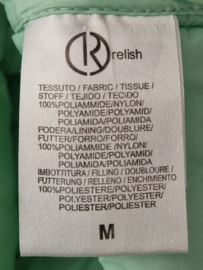 relish
TESSUTO / FABRIC / TISSUE /
STOFF / TEJIDO / TECIDO
100%POLIAMMIDE/NYLON/
POLYAMIDE/POLYAMID/
POLIAMIDA/POLIAMIDA
FODERA/LINING/DOUBLURE/
FUTTER/FORRO/FORRO
100%POLIAMMIDE /NYLON/
POLYAMIDE/POLYAMID/
POLIAMIDA/POLIAMIDA
IMBOTTITURA / FILLING / DOUBLURE /
FUTTERUNG / RELLENO / ENCHIMENTO
100%POLIESTERE/POLYESTER/
POLYESTER/POLYESTER/
POLIESTER/POLIESTER
M